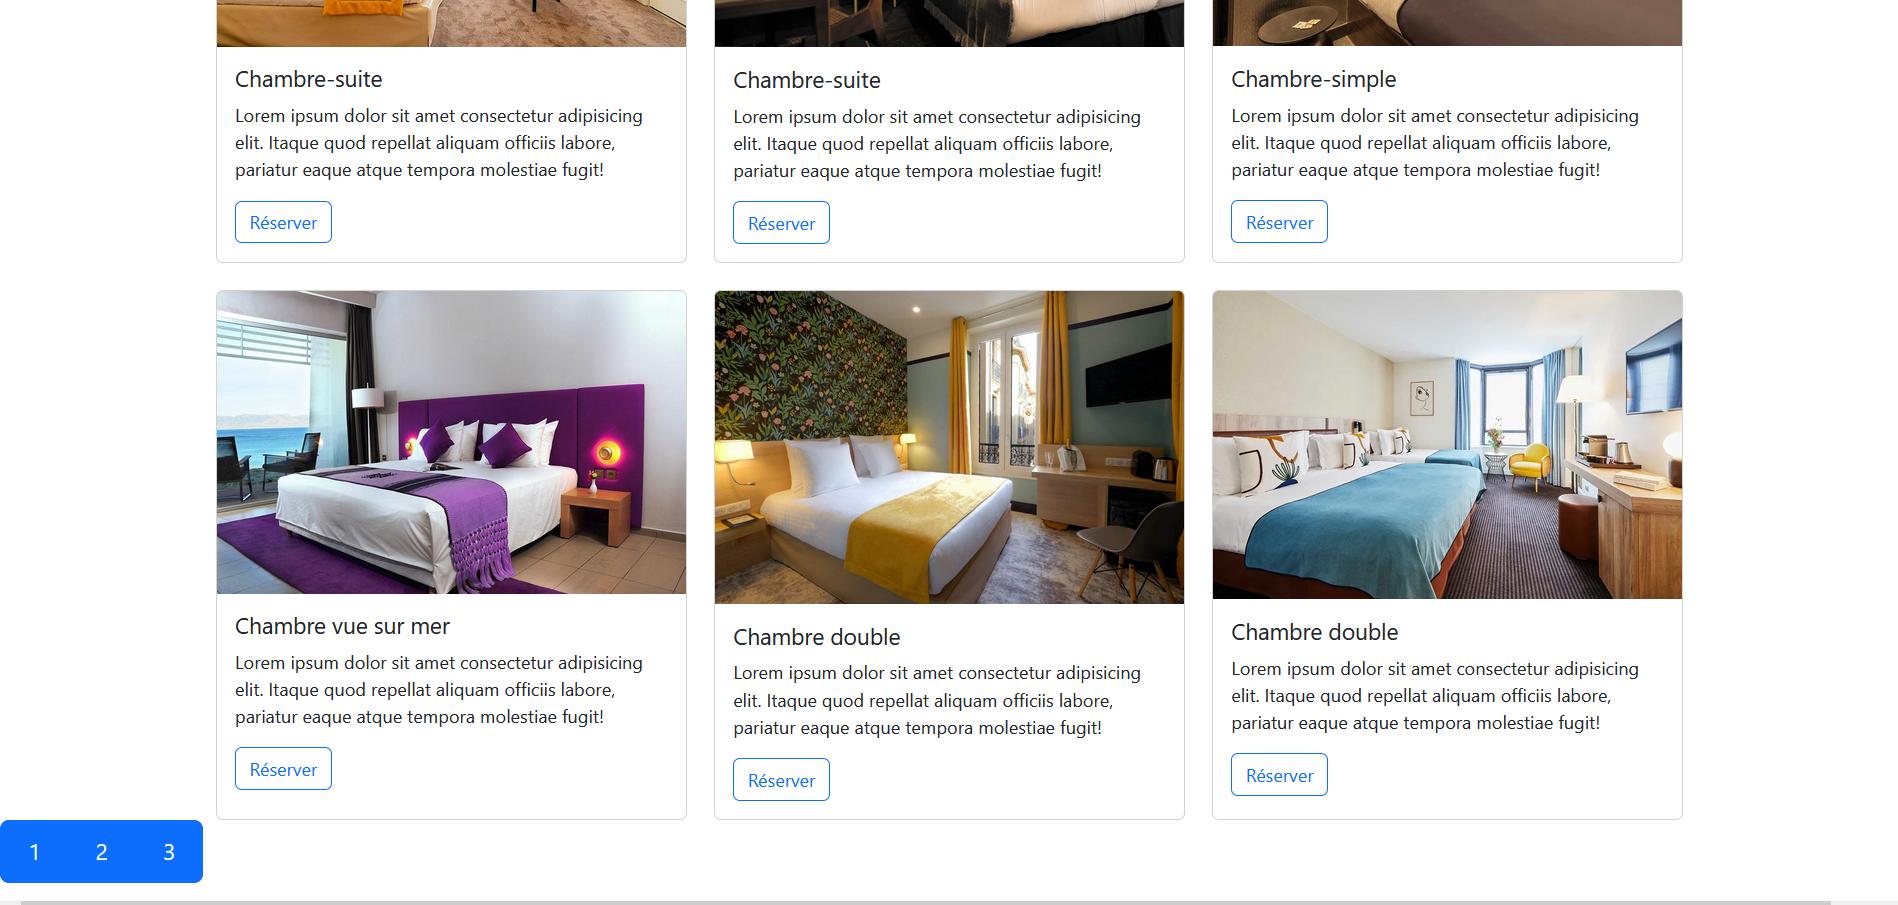 Chambre-suite
Lorem ipsum dolor sit amet consectetur adipisicing
elit. Itaque quod repellat aliquam officiis labore,
pariatur eaque atque tempora molestiae fugit!
Réserver
Chambre-suite
Lorem ipsum dolor sit amet consectetur adipisicing
elit. Itaque quod repellat aliquam officiis labore,
pariatur eaque atque tempora molestiae fugit!
Réserver
Chambre-simple
Lorem ipsum dolor sit amet consectetur adipisicing
elit. Itaque quod repellat aliquam officiis labore,
pariatur eaque atque tempora molestiae fugit!
Réserver
Chambre vue sur mer
Lorem ipsum dolor sit amet consectetur adipisicing
elit. Itaque quod repellat aliquam officiis labore,
pariatur eaque atque tempora molestiae fugit!
Réserver
Chambre double
Lorem ipsum dolor sit amet consectetur adipisicing
elit. Itaque quod repellat aliquam officiis labore,
pariatur eaque atque tempora molestiae fugit!
Réserver
Chambre double
Lorem ipsum dolor sit amet consectetur adipisicing
elit. Itaque quod repellat aliquam officiis labore,
pariatur eaque atque tempora molestiae fugit!
Réserver
1 2 3